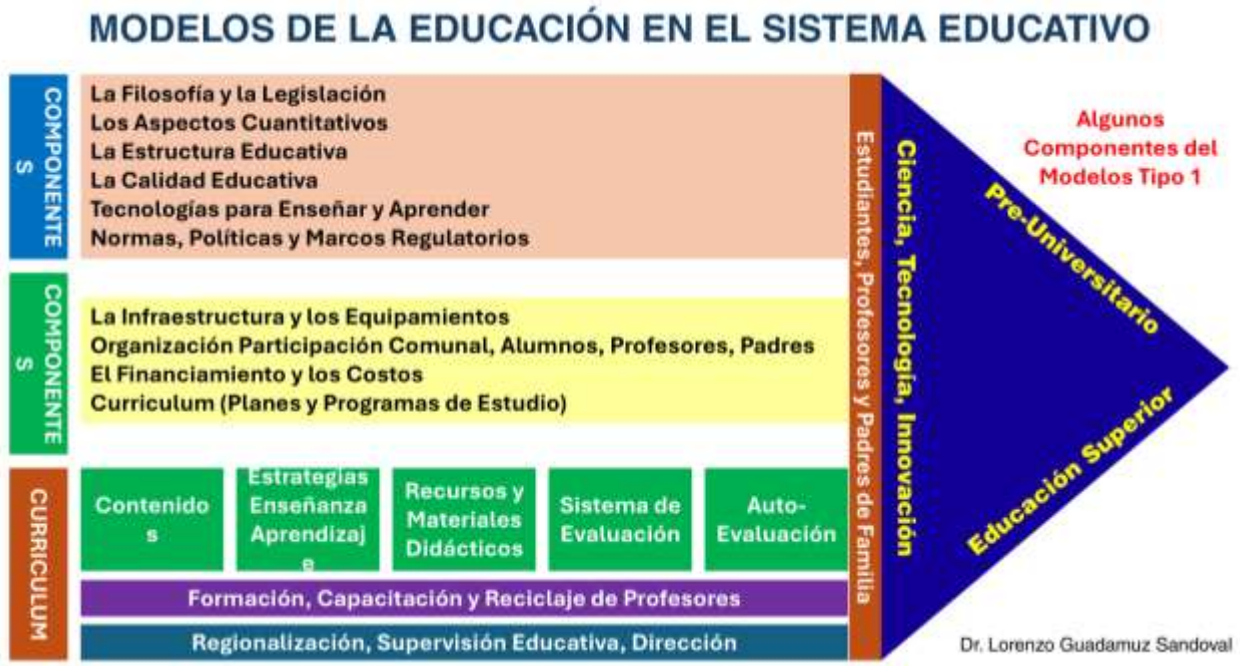 MODELOS DE LA EDUCACIÓN EN EL SISTEMA EDUCATIVO
COMPONENTE
S
La Filosofía y la Legislación
Los Aspectos Cuantitativos
La Estructura Educativa
La Calidad Educativa
Tecnologías para Enseñar y Aprender
Normas, Políticas y Marcos Regulatorios
COMPONENTE
S
La Infraestructura y los Equipamientos
Organización Participación Comunal, Alumnos, Profesores, Padres
El Financiamiento y los Costos
Curriculum (Planes y Programas de Estudio)
CURRICULUM
Contenido
s
Estrategias
Enseñanza
Aprendizaj
e
Recursos y
Materiales
Didácticos
Sistema de
Evaluación
Auto-
Evaluación
Formación, Capacitación y Reciclaje de Profesores
Regionalización, Supervisión Educativa, Dirección
Estudiantes, Profesores y Padres de Familia
Ciencia, Tecnología, Innovación
Pre-Universitario
Educación Superior
Algunos
Componentes del
Modelos Tipo 1
Dr. Lorenzo Guadamuz Sandoval